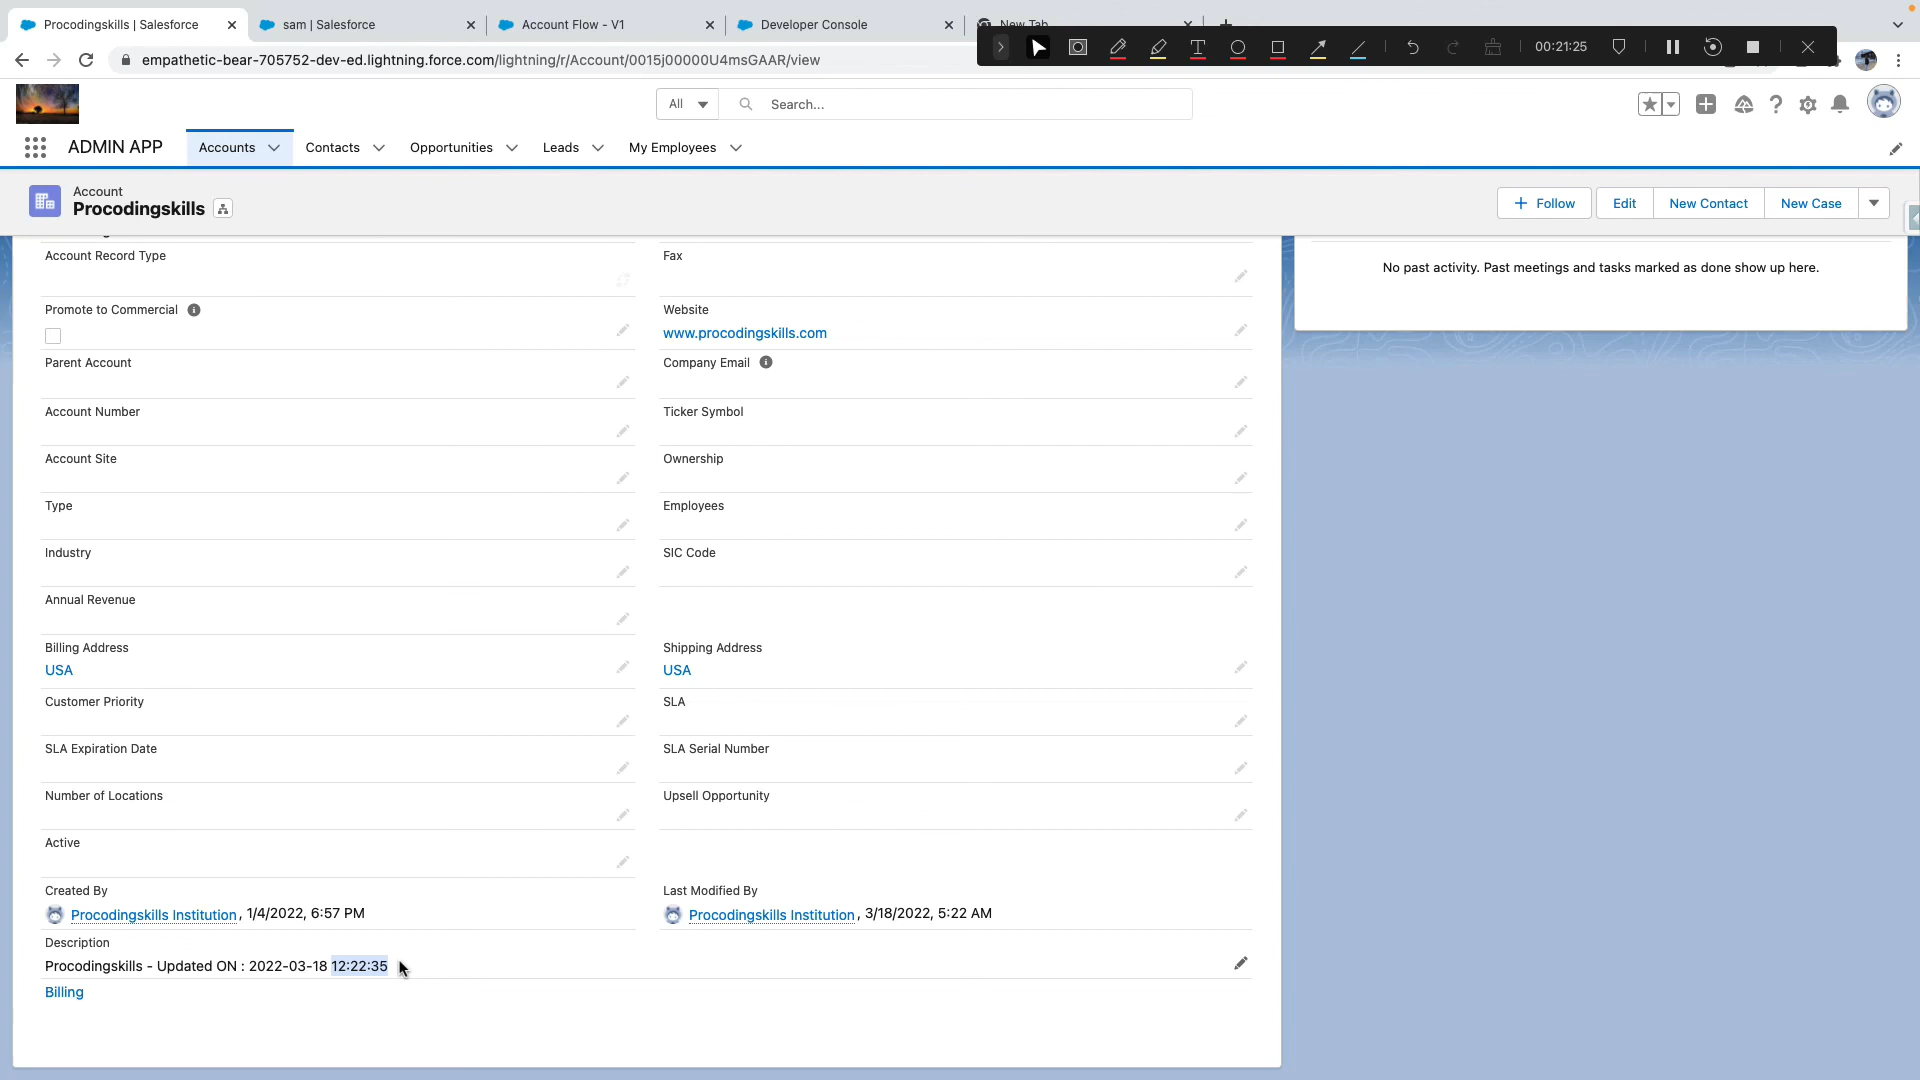 Procodingskills | Salesforce
sam | Salesforce
Account Flow - V1
Developer Console
New Tab
empathetic-bear-705752-dev-ed.lightning.force.com/lightning/r/Account/0015j00000U4msGAAR/view
00:21:25
All
Search...
ADMIN APP
Accounts
Contacts
Opportunities
Leads
My Employees
Account
Procodingskills
Follow
Edit
New Contact
New Case
Account Record Type
Fax
No past activity. Past meetings and tasks marked as done show up here.
Promote to Commercial
Website
www.procodingskills.com
Parent Account
Company Email
Account Number
Ticker Symbol
Account Site
Ownership
Type
Employees
Industry
SIC Code
Annual Revenue
Billing Address
Shipping Address
USA
USA
Customer Priority
SLA
SLA Expiration Date
SLA Serial Number
Number of Locations
Upsell Opportunity
Active
Created By
Last Modified By
Procodingskills Institution, 1/4/2022, 6:57 PM
Procodingskills Institution, 3/18/2022, 5:22 AM
Description
Procodingskills - Updated ON : 2022-03-18 12:22:35
Billing